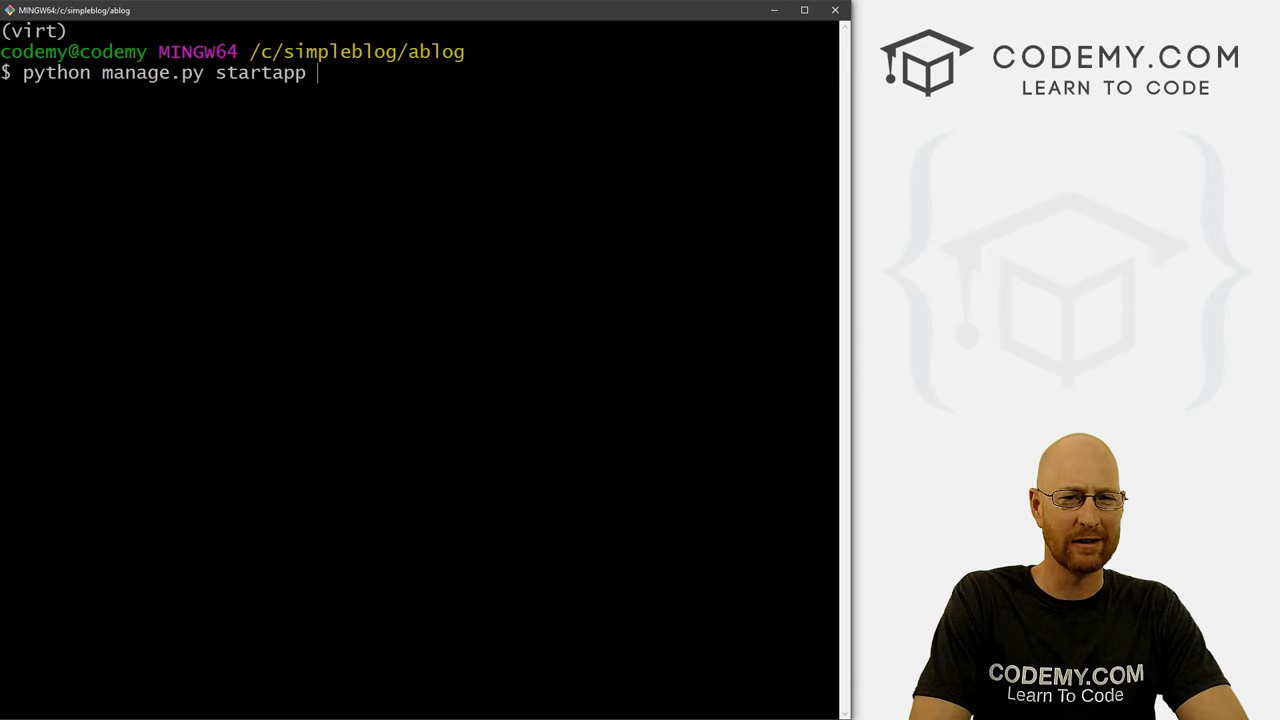 MINGW64:/c/simpleblog/ablog
(virt)
codemy@codemy MINGW64 /c/simpleblog/ablog
$ python manage.py startapp
CODEMY.COM
LEARN TO CODE
CODEMY.COM
Learn To Code